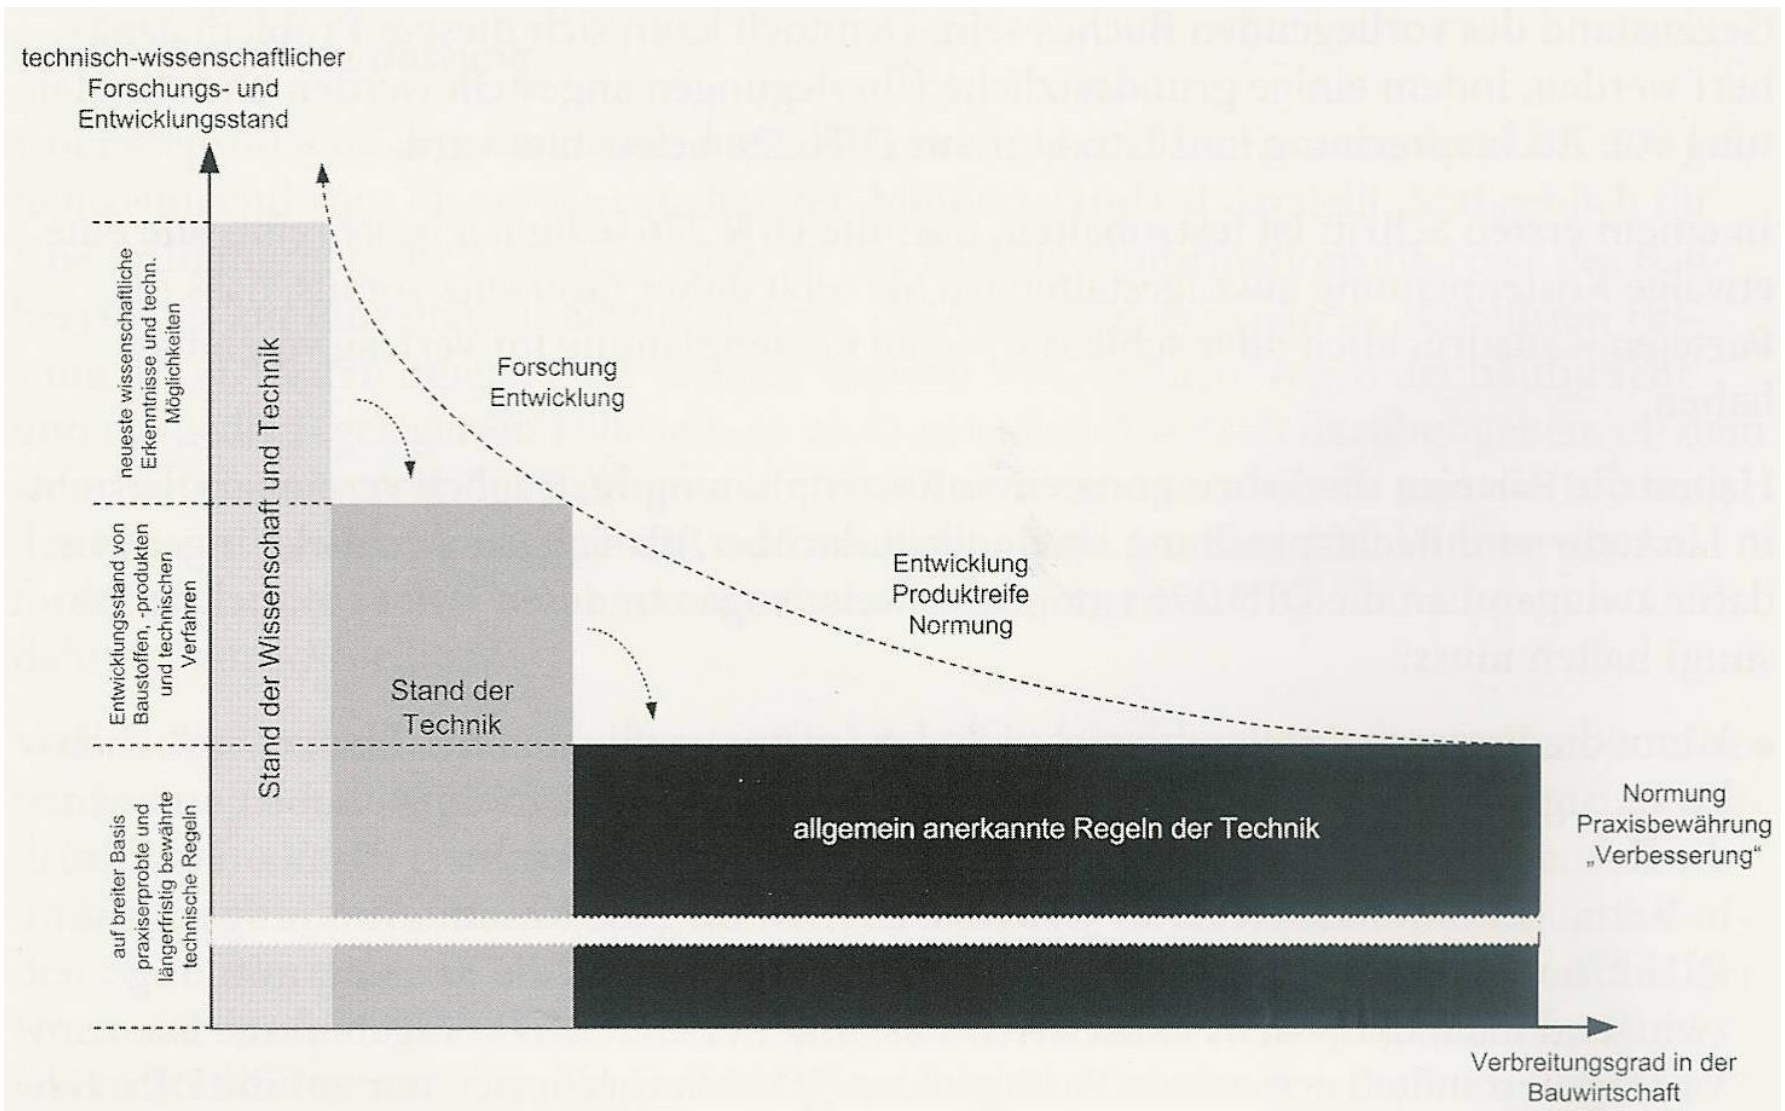 technisch-wissenschaftlicher
Forschungs- und
Entwicklungsstand
neueste wissenschaftliche
Erkenntnisse und techn.
Möglichkeiten
Entwicklungsstand von
Baustoffen, -produkten
und technischen
Verfahren
auf breiter Basis
praxiserprobte und
längerfristig bewährte
technische Regeln
Stand der Wissenschaft und Technik
Forschung
Entwicklung
Stand der
Technik
Entwicklung
Produktreife
Normung
allgemein anerkannte Regeln der Technik
Normung
Praxisbewährung
„Verbesserung“
Verbreitungsgrad in der
Bauwirtschaft